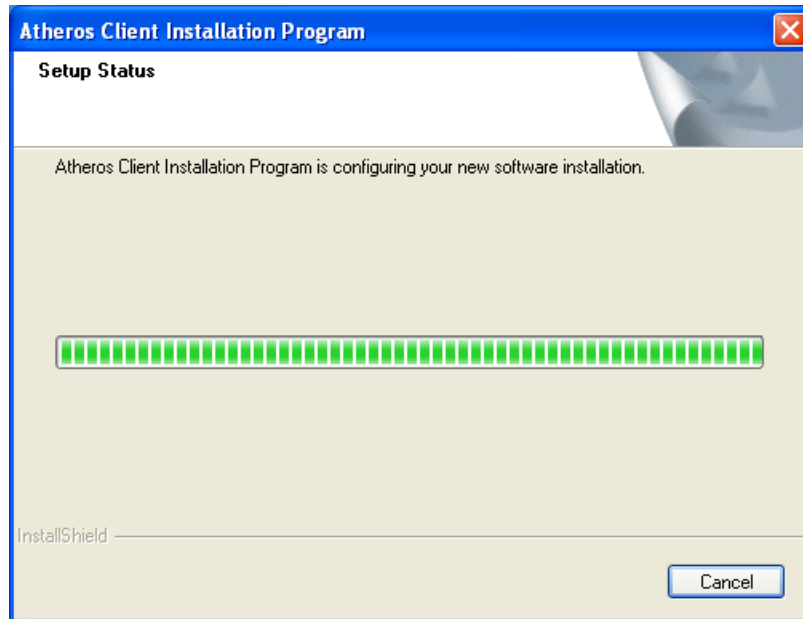 Atheros Client Installation Program
Setup Status
Atheros Client Installation Program is configuring your new software installation.
InstallShield
Cancel